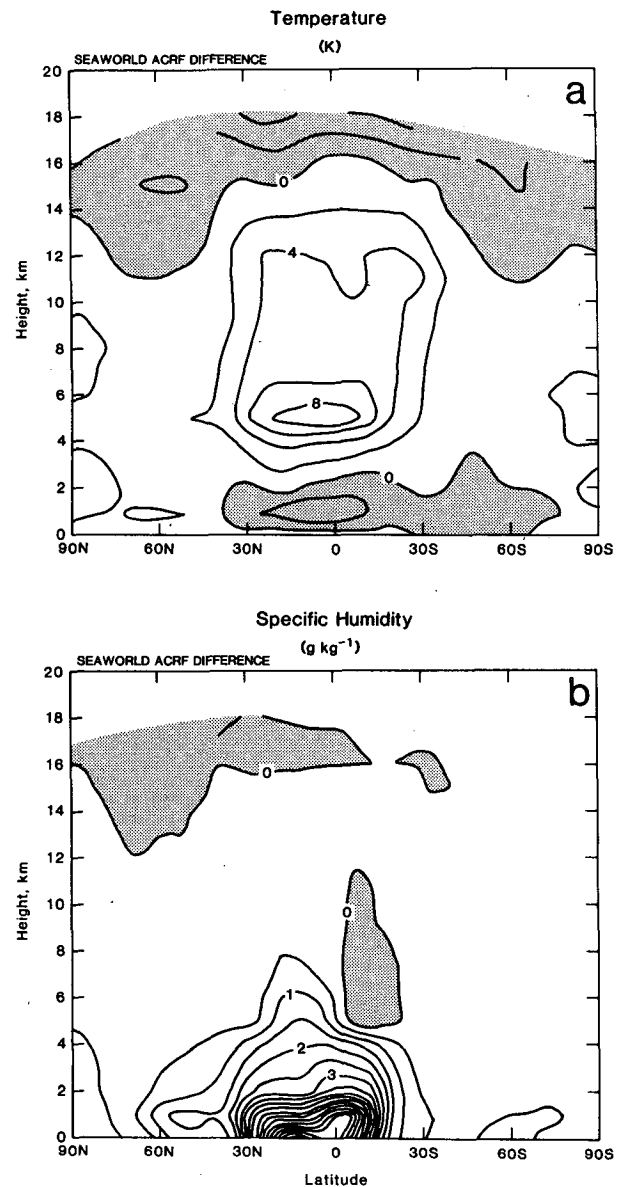 Temperature
(K)
SEAWORLD ACRF DIFFERENCE
a
20
18
16
14
12
10
8
6
4
2
0
Height, km
0
4
8
0
90N 60N 30N 0 30S 60S 90S
Specific Humidity
(g kg⁻¹)
SEAWORLD ACRF DIFFERENCE
b
20
18
16
14
12
10
8
6
4
2
0
Height, km
0
0
1
2
3
90N 60N 30N 0 30S 60S 90S
Latitude